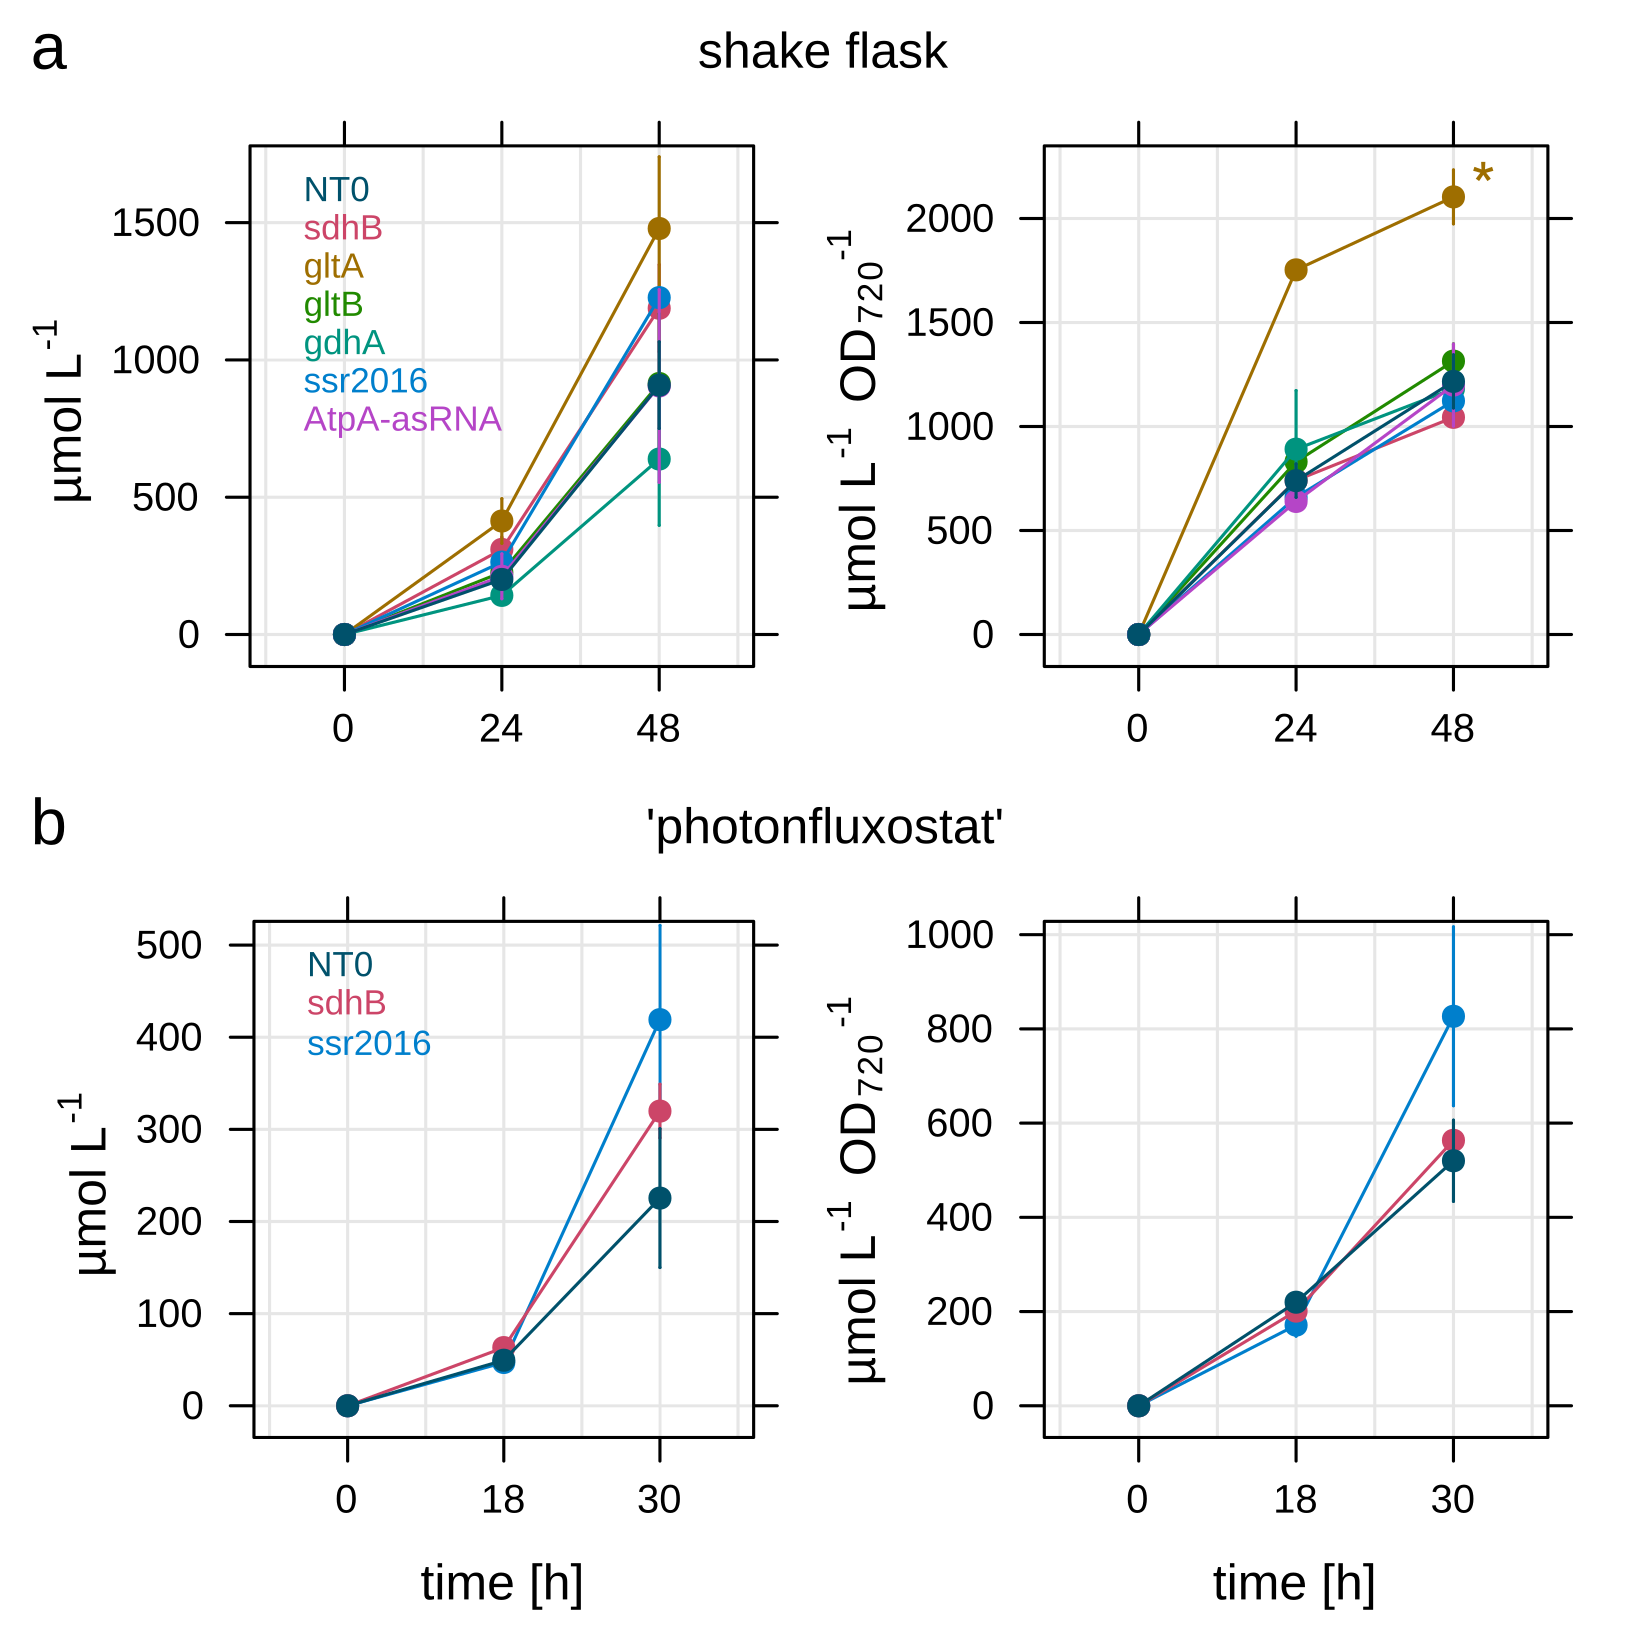 a
shake flask
NT0
sdhB
gltA
gltB
gdhA
ssr2016
AtpA-asRNA
1500
1000
500
0
µmol L-1
0 24 48
2000
1500
1000
500
0
µmol L-1 OD720-1
*
0 24 48
b
'photonfluxostat'
NT0
sdhB
ssr2016
500
400
300
200
100
0
µmol L-1
0 18 30
time [h]
1000
800
600
400
200
0
µmol L-1 OD720-1
0 18 30
time [h]